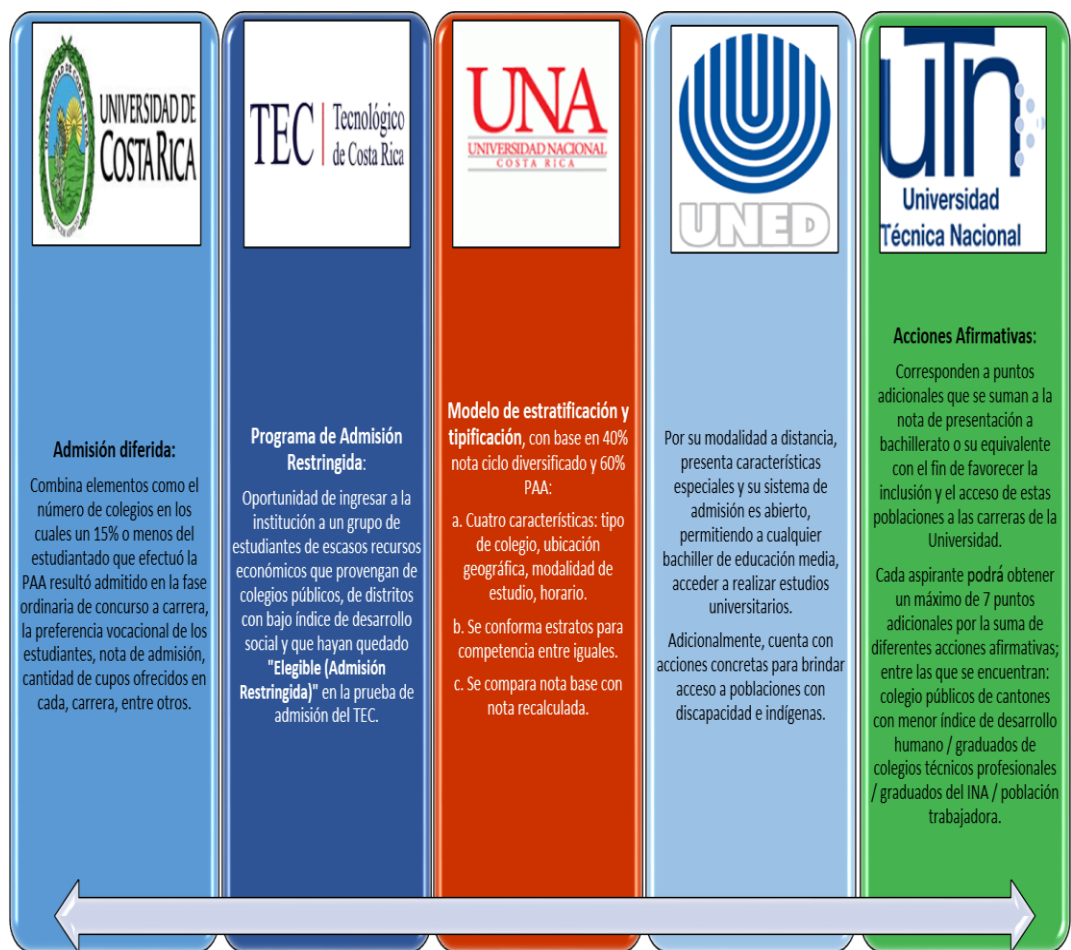 UNIVERSIDAD DE
COSTA RICA
Admisión diferida:
Combina elementos como el
número de colegios en los
cuales un 15% o menos del
estudiantado que efectuó la
PAA resultó admitido en la fase
ordinaria de concurso a carrera,
la preferencia vocacional de los
estudiantes, nota de admisión,
cantidad de cupos ofrecidos en
cada, carrera, entre otros.
TEC | Tecnológico
de Costa Rica
Programa de Admisión
Restringida:
Oportunidad de ingresar a la
institución a un grupo de
estudiantes de escasos recursos
económicos que provengan de
colegios públicos, de distritos
con bajo índice de desarrollo
social y que hayan quedado
"Elegible (Admisión
Restringida)" en la prueba de
admisión del TEC.
UNA
UNIVERSIDAD NACIONAL
COSTA RICA
Modelo de estratificación y
tipificación, con base en 40%
nota ciclo diversificado y 60%
PAA:
a. Cuatro características: tipo
de colegio, ubicación
geográfica, modalidad de
estudio, horario.
b. Se conforma estratos para
competencia entre iguales.
c. Se compara nota base con
nota recalculada.
UNED
Por su modalidad a distancia,
presenta características
especiales y su sistema de
admisión es abierto,
permitiendo a cualquier
bachiller de educación media,
acceder a realizar estudios
universitarios.
Adicionalmente, cuenta con
acciones concretas para brindar
acceso a poblaciones con
discapacidad e indígenas.
uTn
Universidad
Técnica Nacional
Acciones Afirmativas:
Corresponden a puntos
adicionales que se suman a la
nota de presentación a
bachillerato o su equivalente
con el fin de favorecer la
inclusión y el acceso de estas
poblaciones a las carreras de la
Universidad.
Cada aspirante podrá obtener
un máximo de 7 puntos
adicionales por la suma de
diferentes acciones afirmativas;
entre las que se encuentran:
colegio públicos de cantones
con menor índice de desarrollo
humano / graduados de
colegios técnicos profesionales
/ graduados del INA / población
trabajadora.